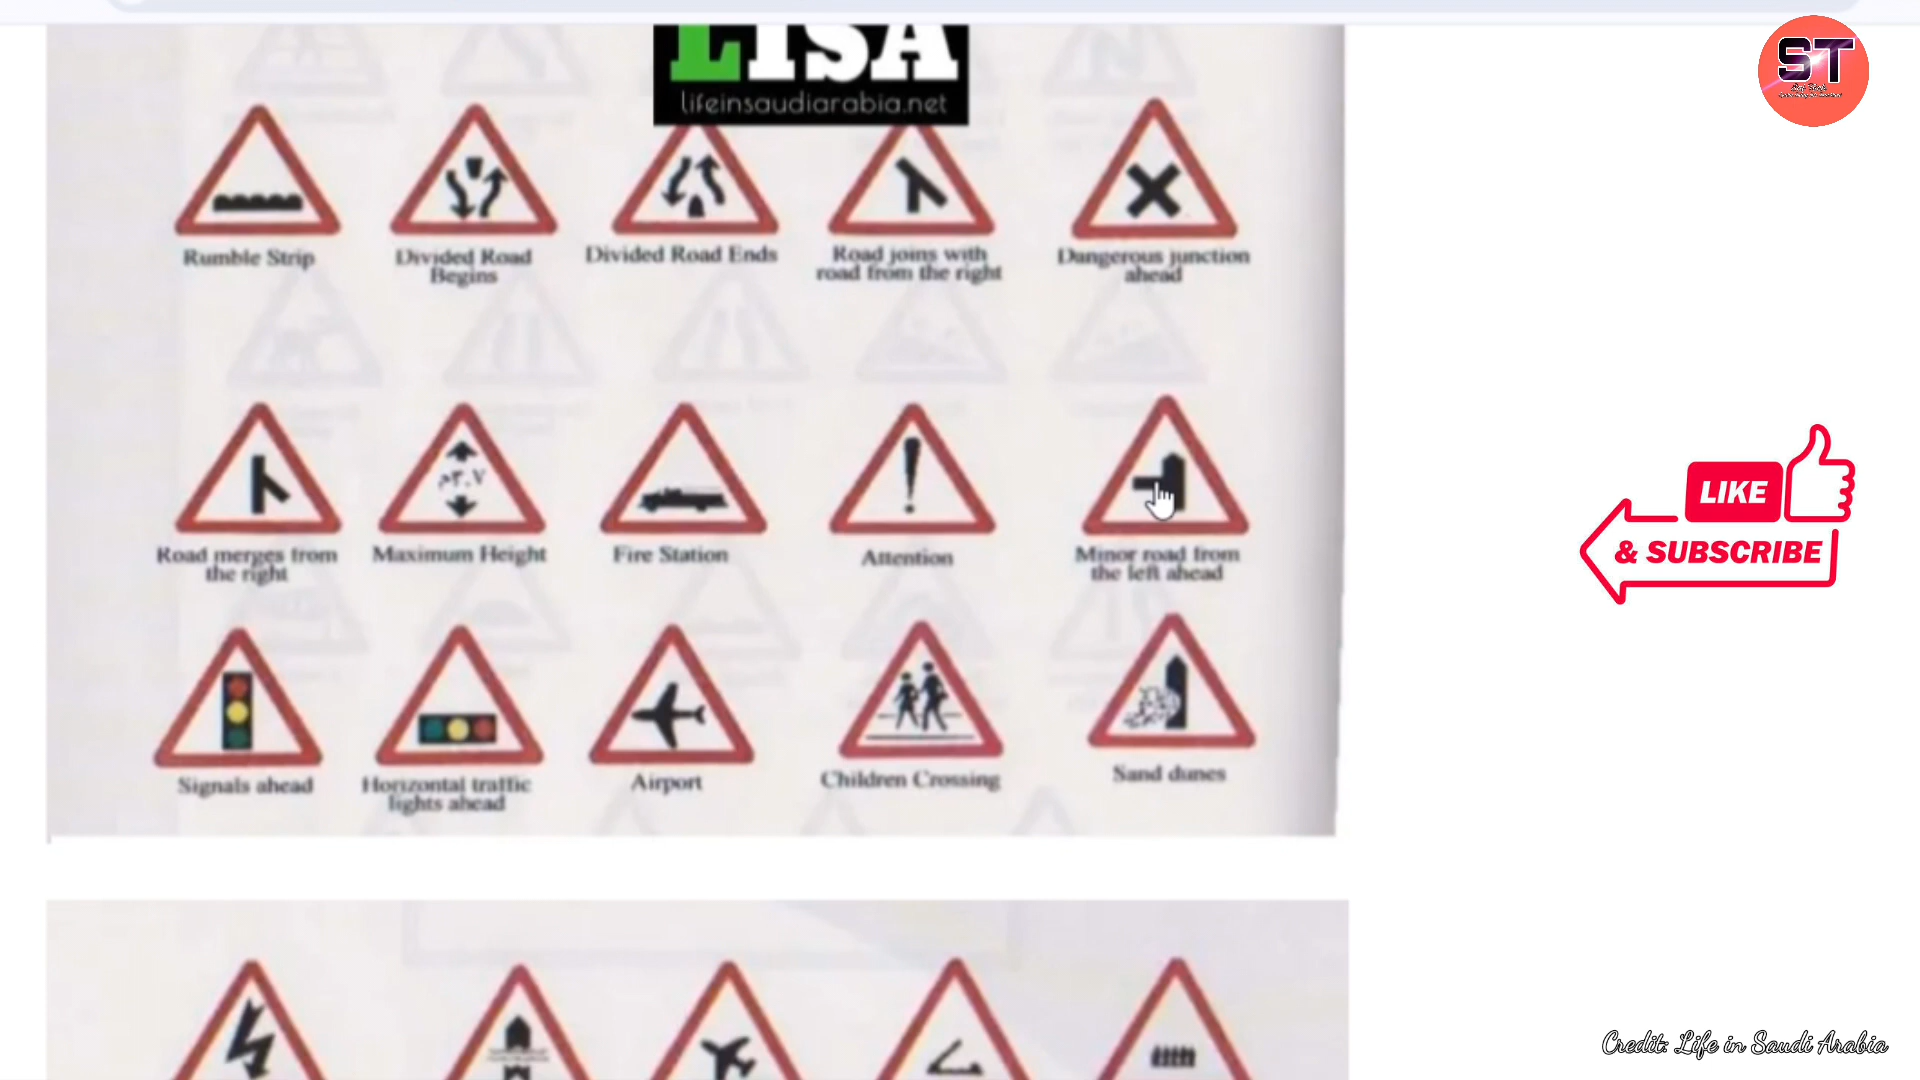 LISA
lifeinsaudiarabia.net
ST
Rumble Strip
Divided Road
Begins
Divided Road Ends
Road joins with
road from the right
Dangerous junction
ahead
LIKE
& SUBSCRIBE
Road merges from
the right
Maximum Height
Fire Station
Attention
Minor road from
the left ahead
Signals ahead
Horizontal traffic
lights ahead
Airport
Children Crossing
Sand dunes
Credit: Life in Saudi Arabia